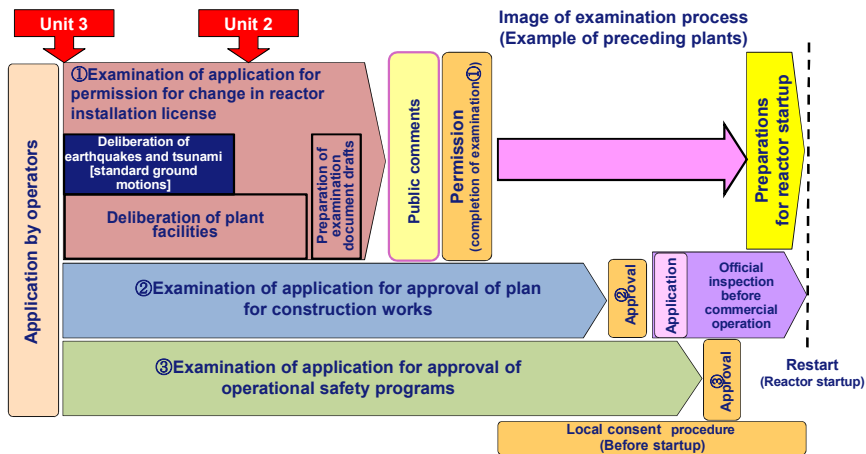 Unit 3
Unit 2
Image of examination process
(Example of preceding plants)
Application by operators
①Examination of application for
permission for change in reactor
installation license
Deliberation of
earthquakes and tsunami
[standard ground
motions]
Deliberation of plant
facilities
Preparation of
examination
document drafts
Public comments
Permission
(completion of examination①)
Preparations
for reactor startup
②Examination of application for approval of plan
for construction works
②
Approval
Application
Official
inspection
before
commercial
operation
③Examination of application for approval of
operational safety programs
③
Approval
Restart
(Reactor startup)
Local consent procedure
(Before startup)